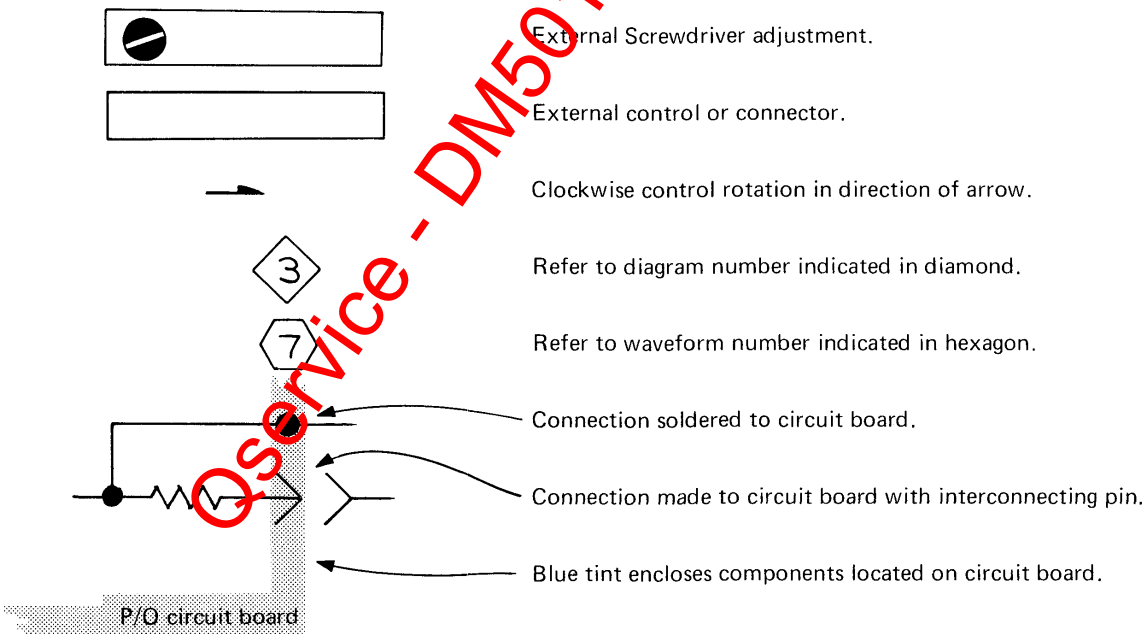 External Screwdriver adjustment.
External control or connector.
Clockwise control rotation in direction of arrow.
3
Refer to diagram number indicated in diamond.
7
Refer to waveform number indicated in hexagon.
Connection soldered to circuit board.
Connection made to circuit board with interconnecting pin.
Blue tint encloses components located on circuit board.
P/O circuit board
Qservice - DM501